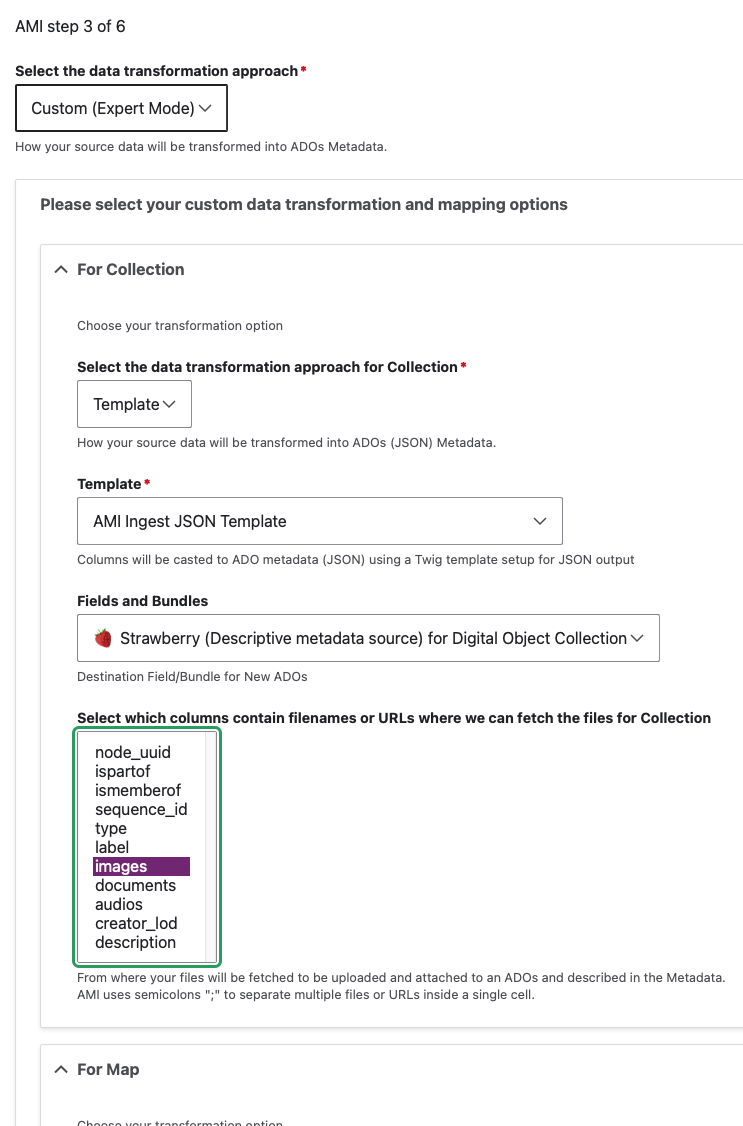 AMI step 3 of 6
Select the data transformation approach*
Custom (Expert Mode)
How your source data will be transformed into ADOs Metadata.
Please select your custom data transformation and mapping options
For Collection
Choose your transformation option
Select the data transformation approach for Collection*
Template
How your source data will be transformed into ADOs (JSON) Metadata.
Template*
AMI Ingest JSON Template
Columns will be casted to ADO metadata (JSON) using a Twig template setup for JSON output
Fields and Bundles
Strawberry (Descriptive metadata source) for Digital Object Collection
Destination Field/Bundle for New ADOs
Select which columns contain filenames or URLs where we can fetch the files for Collection
node_uuid
ispartof
ismemberof
sequence_id
type
label
images
documents
audios
creator_lod
description
From where your files will be fetched to be uploaded and attached to an ADOs and described in the Metadata.
AMI uses semicolons ";" to separate multiple files or URLs inside a single cell.
For Map
Choose your transformation option